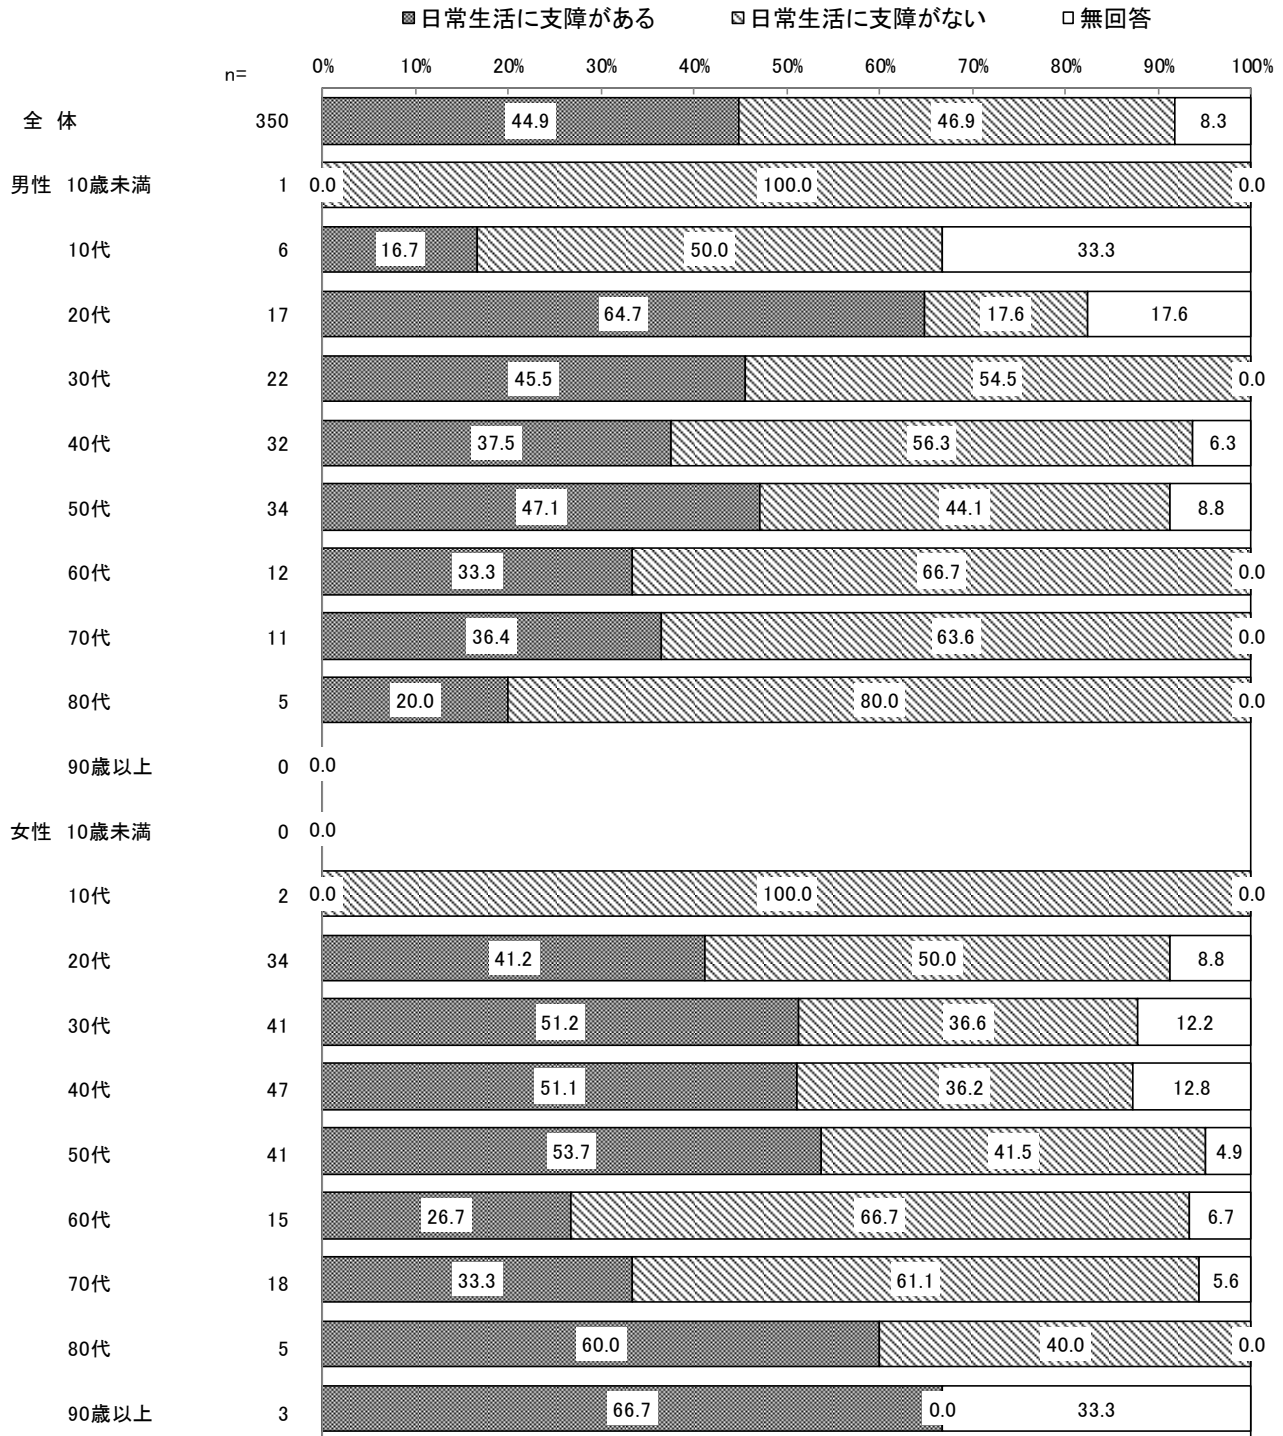 日常生活に支障がある 日常生活に支障がない 無回答
n= 0% 10% 20% 30% 40% 50% 60% 70% 80% 90% 100%
全 体 350 44.9 46.9 8.3
男性 10歳未満 1 0.0 100.0 0.0
10代 6 16.7 50.0 33.3
20代 17 64.7 17.6 17.6
30代 22 45.5 54.5 0.0
40代 32 37.5 56.3 6.3
50代 34 47.1 44.1 8.8
60代 12 33.3 66.7 0.0
70代 11 36.4 63.6 0.0
80代 5 20.0 80.0 0.0
90歳以上 0 0.0
女性 10歳未満 0 0.0
10代 2 0.0 100.0 0.0
20代 34 41.2 50.0 8.8
30代 41 51.2 36.6 12.2
40代 47 51.1 36.2 12.8
50代 41 53.7 41.5 4.9
60代 15 26.7 66.7 6.7
70代 18 33.3 61.1 5.6
80代 5 60.0 40.0 0.0
90歳以上 3 66.7 0.0 33.3